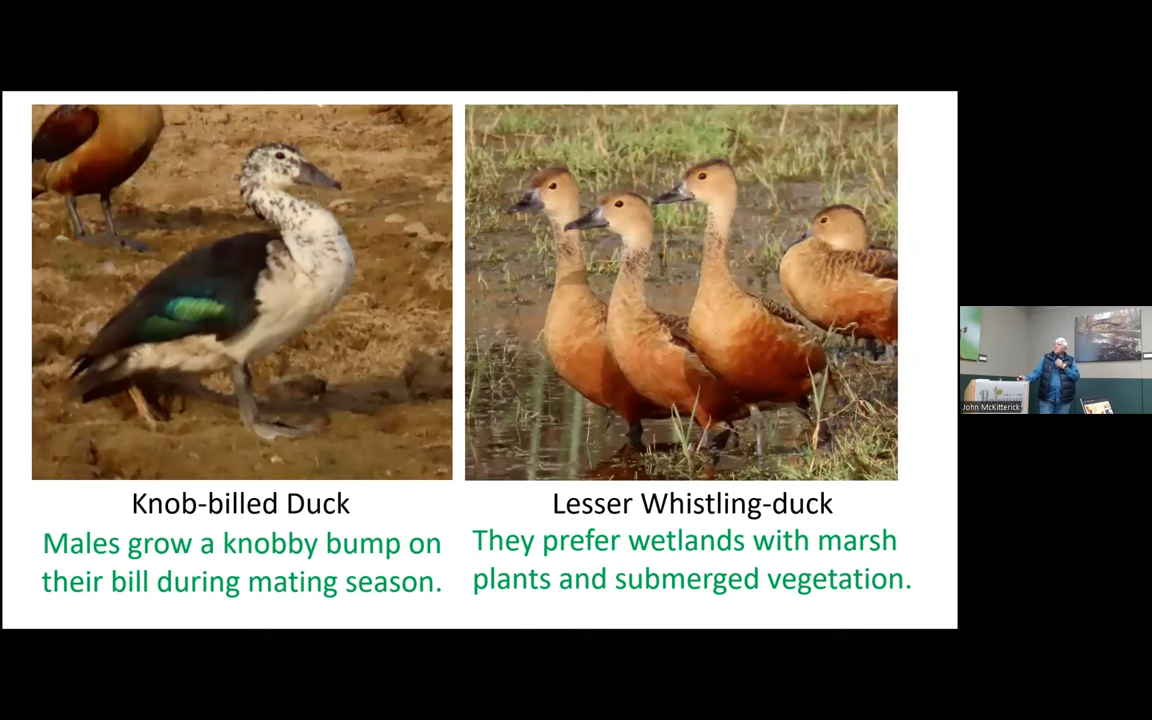 Knob-billed Duck
Males grow a knobby bump on
their bill during mating season.
Lesser Whistling-duck
They prefer wetlands with marsh
plants and submerged vegetation.
John McKitterick